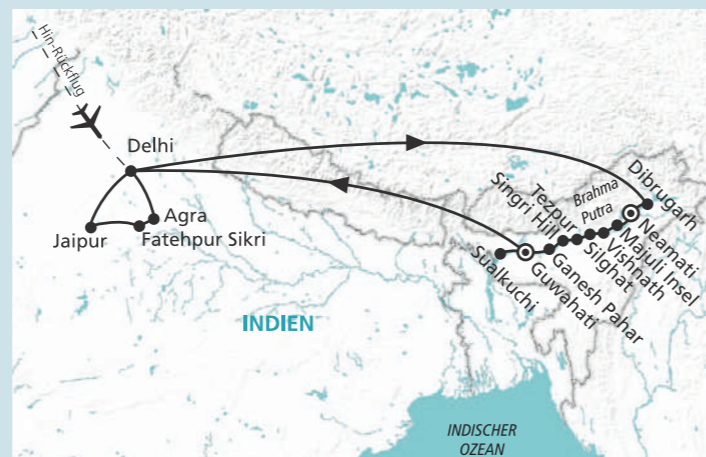 Hin-Rückflug
Delhi
Jaipur
Agra
Fatehpur Sikri
Dibrugarh
Brahma
Putra
Neamati
Majuli Insel
Vishnath
Silghat
Tezpur
Singri Hill
Ganesh Pahar
Guwahati
Sualkuchi
INDIEN
INDISCHER
OZEAN